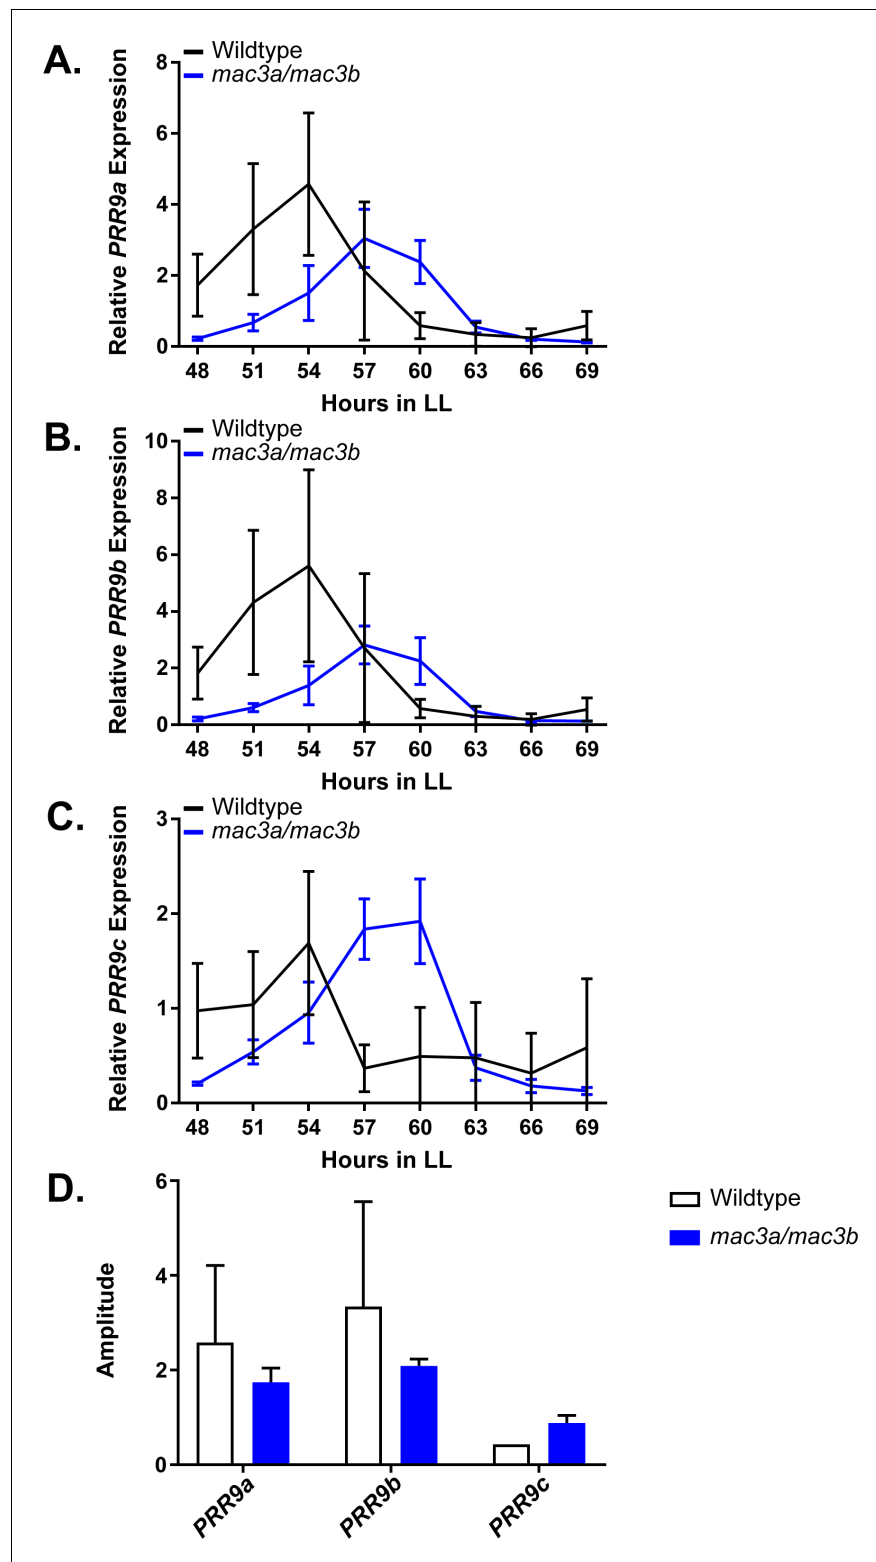 A.
Wildtype
mac3a/mac3b
Relative PRR9a Expression
8
6
4
2
0
48 51 54 57 60 63 66 69
Hours in LL
B.
Wildtype
mac3a/mac3b
Relative PRR9b Expression
10
8
6
4
2
0
48 51 54 57 60 63 66 69
Hours in LL
C.
Wildtype
mac3a/mac3b
Relative PRR9c Expression
3
2
1
0
48 51 54 57 60 63 66 69
Hours in LL
D.
Amplitude
6
4
2
0
PRR9a PRR9b PRR9c
Wildtype
mac3a/mac3b